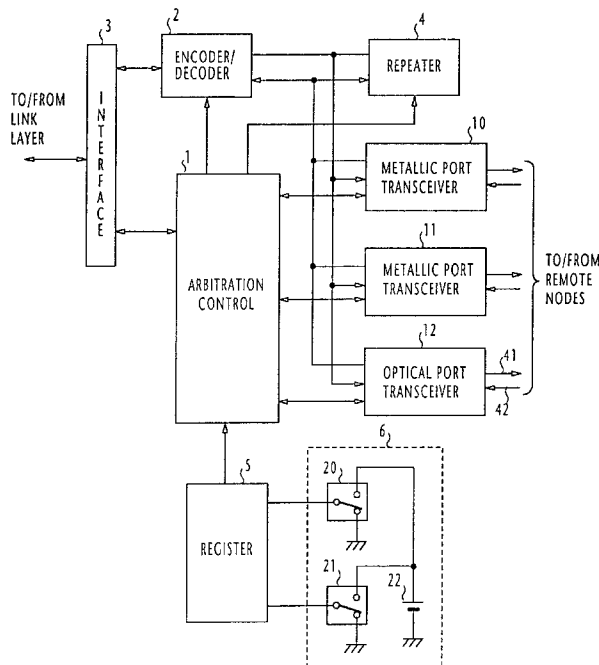 3
2
4
ENCODER/
DECODER
REPEATER
TO/FROM
LINK
LAYER
INTERFACE
1
10
METALLIC PORT
TRANSCEIVER
11
METALLIC PORT
TRANSCEIVER
TO/FROM
REMOTE
NODES
ARBITRATION
CONTROL
12
41
OPTICAL PORT
TRANSCEIVER
42
6
5
20
REGISTER
21
22